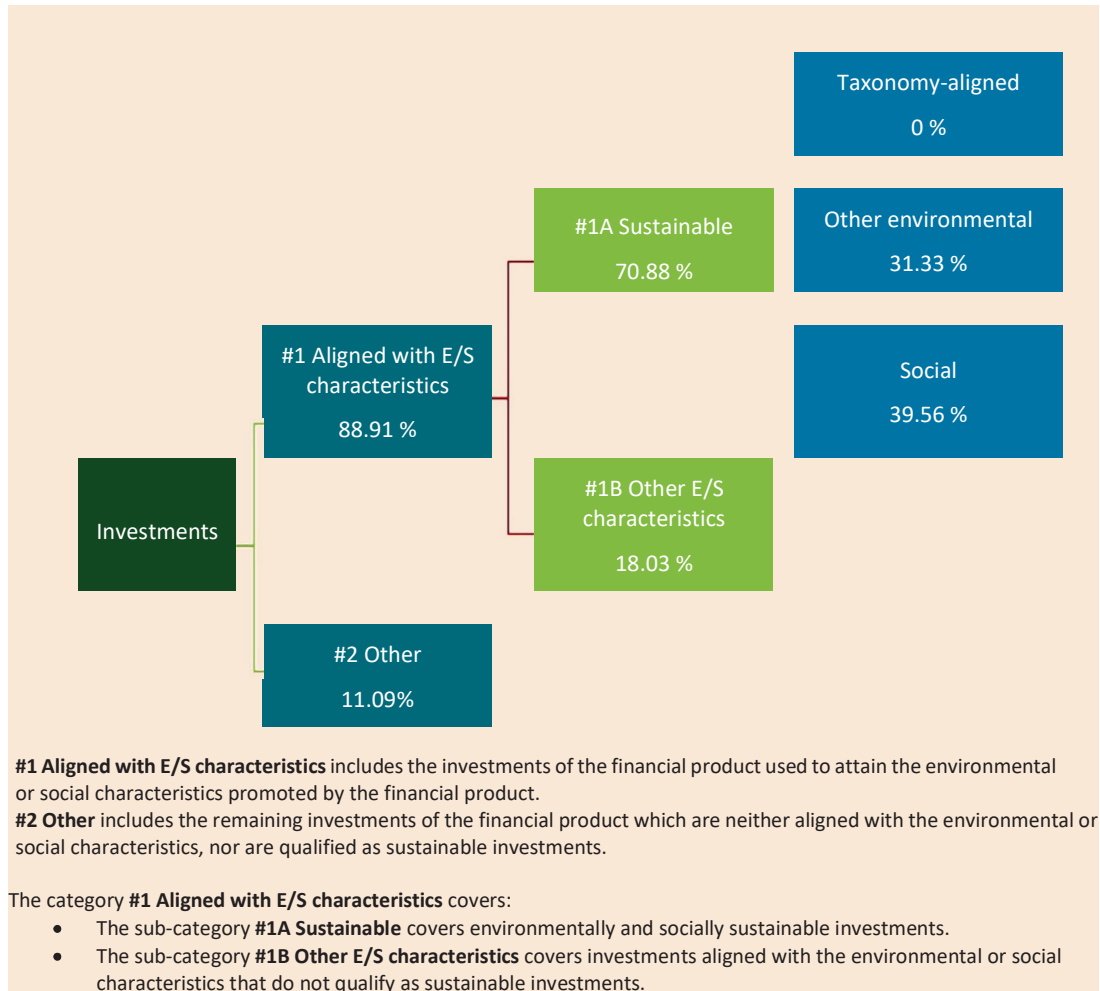 Taxonomy-aligned
0 %
#1A Sustainable
70.88 %
Other environmental
31.33 %
#1 Aligned with E/S
characteristics
88.91 %
Social
39.56 %
Investments
#1B Other E/S
characteristics
18.03 %
#2 Other
11.09%
#1 Aligned with E/S characteristics includes the investments of the financial product used to attain the environmental
or social characteristics promoted by the financial product.
#2 Other includes the remaining investments of the financial product which are neither aligned with the environmental or
social characteristics, nor are qualified as sustainable investments.
The category #1 Aligned with E/S characteristics covers:
• The sub-category #1A Sustainable covers environmentally and socially sustainable investments.
• The sub-category #1B Other E/S characteristics covers investments aligned with the environmental or social
characteristics that do not qualify as sustainable investments.